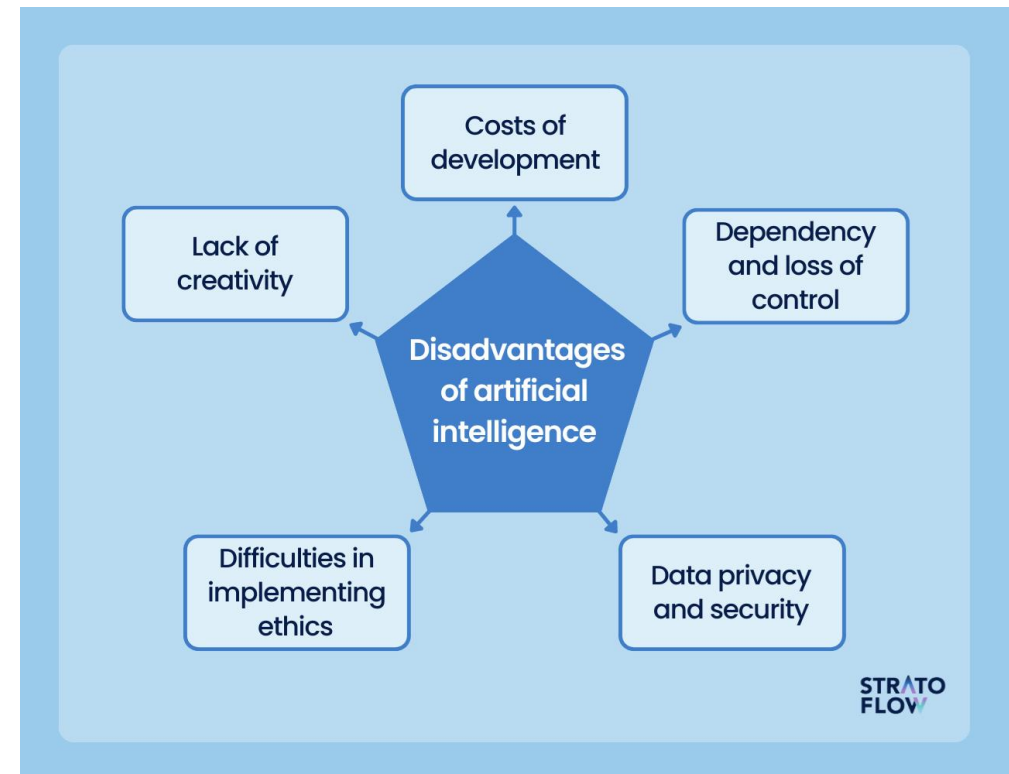 Costs of
development
Lack of
creativity
Dependency
and loss of
control
Disadvantages
of artificial
intelligence
Difficulties in
implementing
ethics
Data privacy
and security
STRATO
FLOW